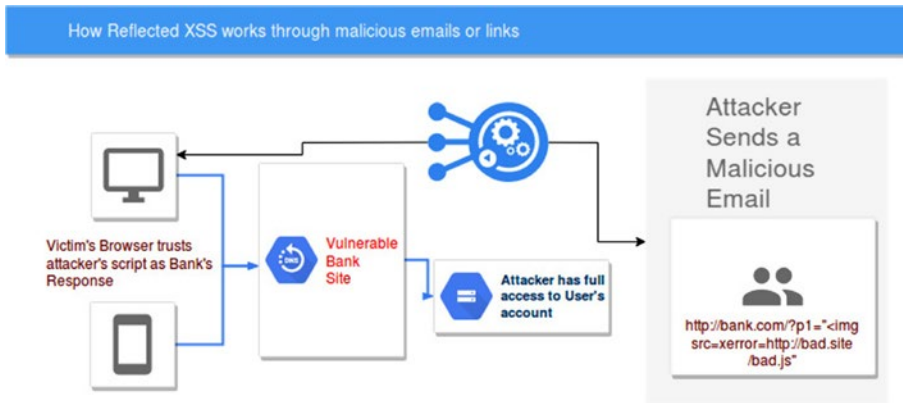 How Reflected XSS works through malicious emails or links
Attacker
Sends a
Malicious
Email
Victim's Browser trusts
attacker's script as Bank's
Response
DNS
Vulnerable
Bank
Site
Attacker has full
access to User's
account
http://bank.com/?p1="<img
src=xerror=http://bad.site
/bad.js"